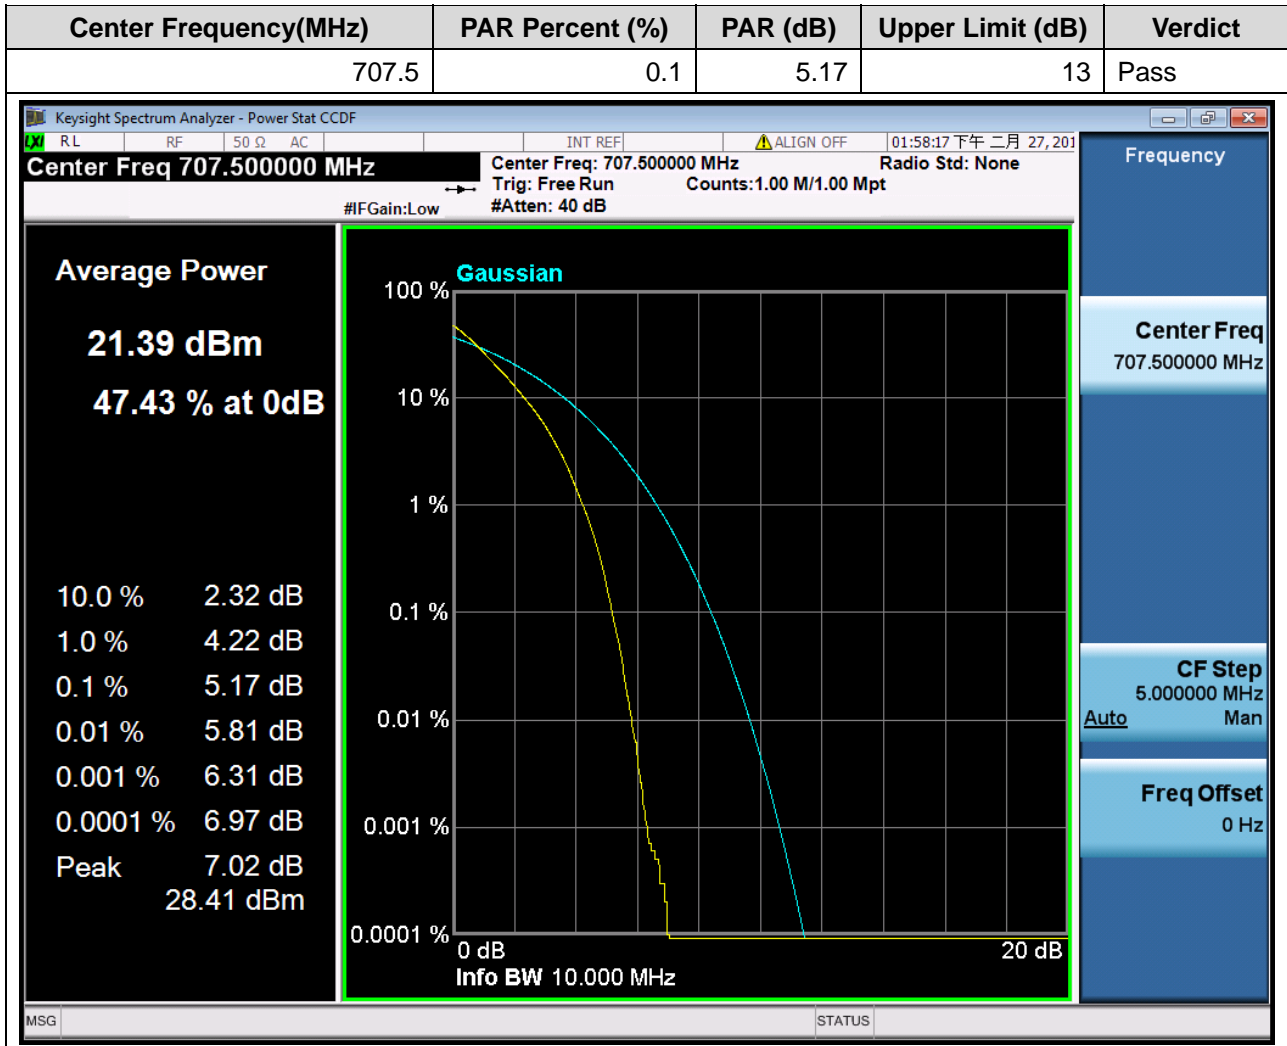 Center Frequency(MHz) PAR Percent (%) PAR (dB) Upper Limit (dB) Verdict
707.5 0.1 5.17 13 Pass
Keysight Spectrum Analyzer - Power Stat CCDF
LXI RL RF 50 Ω AC INT REF ALIGN OFF 01:58:17 下午 二月 27, 201
Center Freq 707.500000 MHz
Center Freq: 707.500000 MHz Radio Std: None
Trig: Free Run Counts:1.00 M/1.00 Mpt
#IFGain:Low #Atten: 40 dB
Average Power
21.39 dBm
47.43 % at 0dB
10.0 % 2.32 dB
1.0 % 4.22 dB
0.1 % 5.17 dB
0.01 % 5.81 dB
0.001 % 6.31 dB
0.0001 % 6.97 dB
Peak 7.02 dB
28.41 dBm
Gaussian
100 %
10 %
1 %
0.1 %
0.01 %
0.001 %
0.0001 %
0 dB 20 dB
Info BW 10.000 MHz
Frequency
Center Freq
707.500000 MHz
CF Step
5.000000 MHz
Auto Man
Freq Offset
0 Hz
MSG STATUS